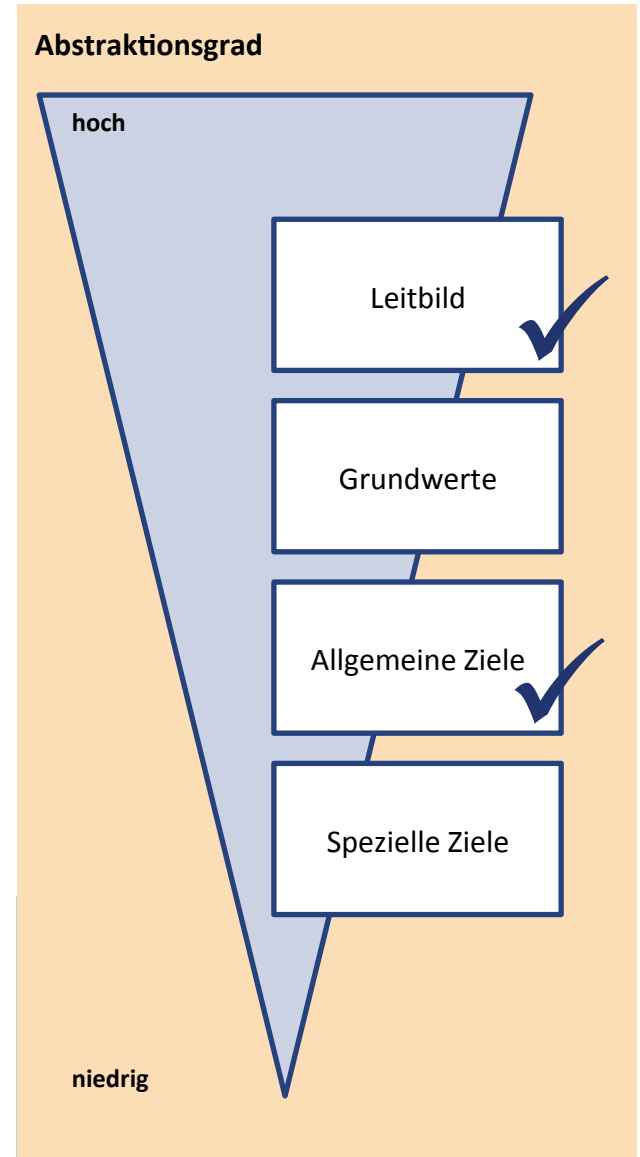 Abstraktionsgrad
hoch
Leitbild
Grundwerte
Allgemeine Ziele
Spezielle Ziele
niedrig